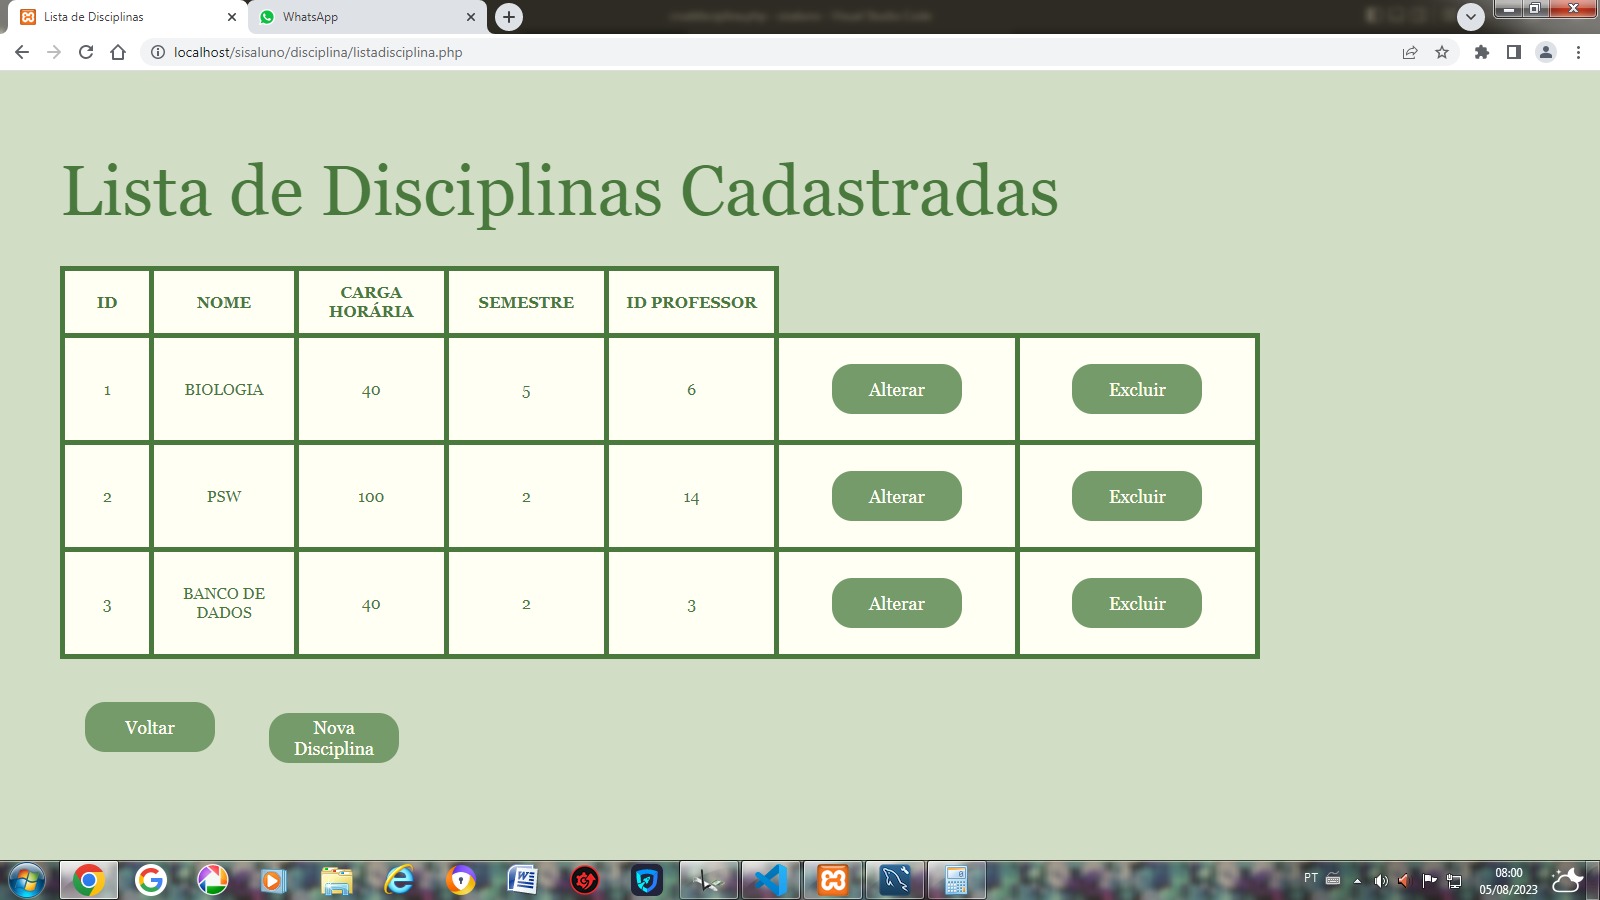 Lista de Disciplinas
WhatsApp
localhost/sisaluno/disciplina/listadisciplina.php
Lista de Disciplinas Cadastradas
ID NOME CARGA HORÁRIA SEMESTRE ID PROFESSOR
1 BIOLOGIA 40 5 6 Alterar Excluir
2 PSW 100 2 14 Alterar Excluir
3 BANCO DE DADOS 40 2 3 Alterar Excluir
Voltar
Nova
Disciplina
PT
08:00
05/08/2023